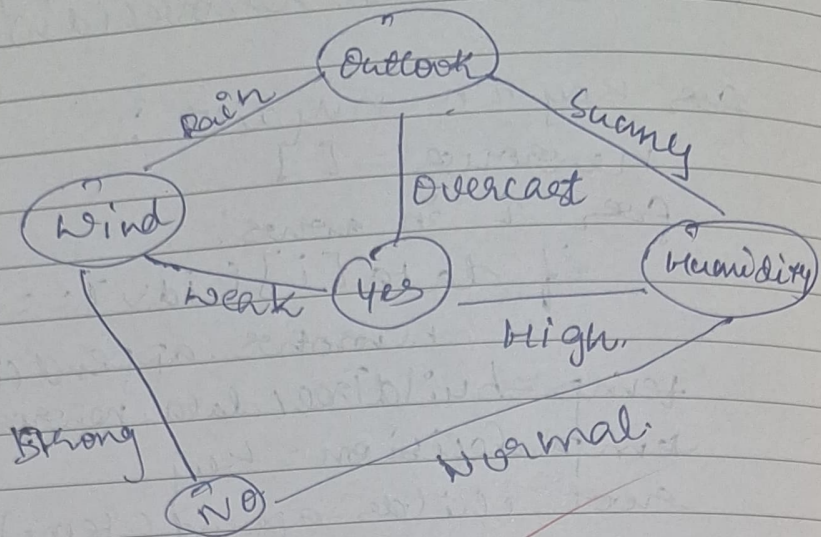 Outlook
Rain
Sunny
Overcast
Wind
Yes
Humidity
Weak
High.
Strong
Normal.
NO